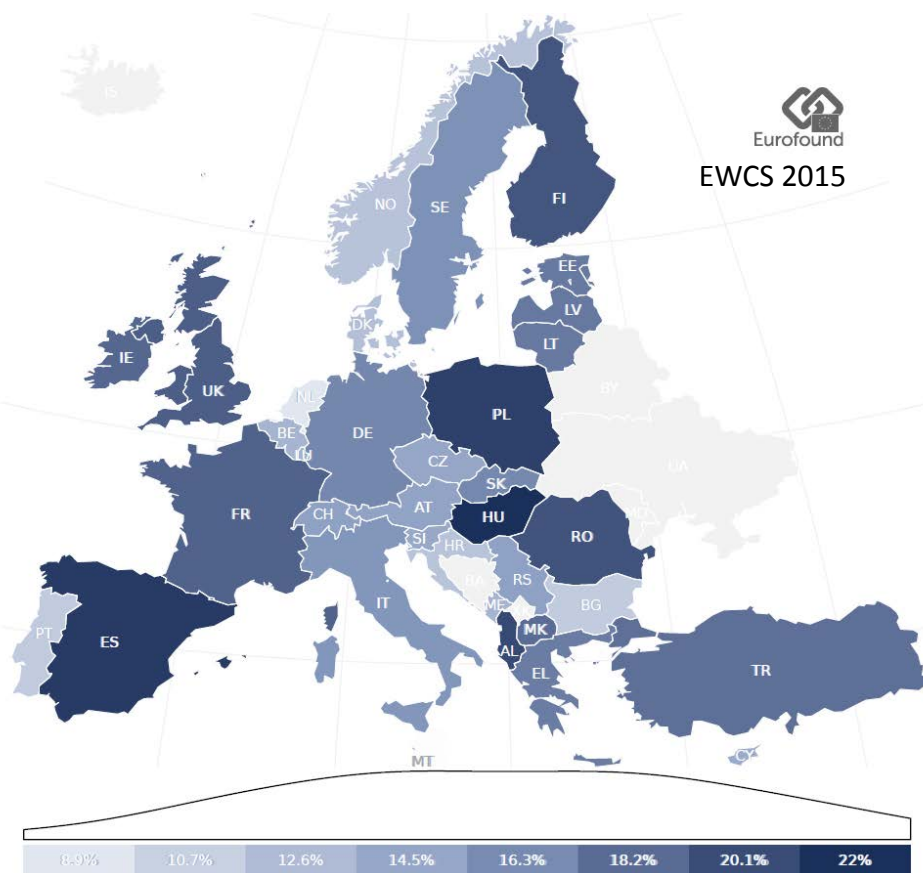 IS
Eurofound
EWCS 2015
NO
SE
FI
EE
LV
LT
DK
IE
UK
NL
BY
PL
BE
DE
LU
UA
CZ
SK
FR
CH
AT
HU
MD
RO
SI
HR
BA
RS
IT
ME
BG
PT
ES
MK
AL
EL
TR
CY
MT
8.9% 10.7% 12.6% 14.5% 16.3% 18.2% 20.1% 22%